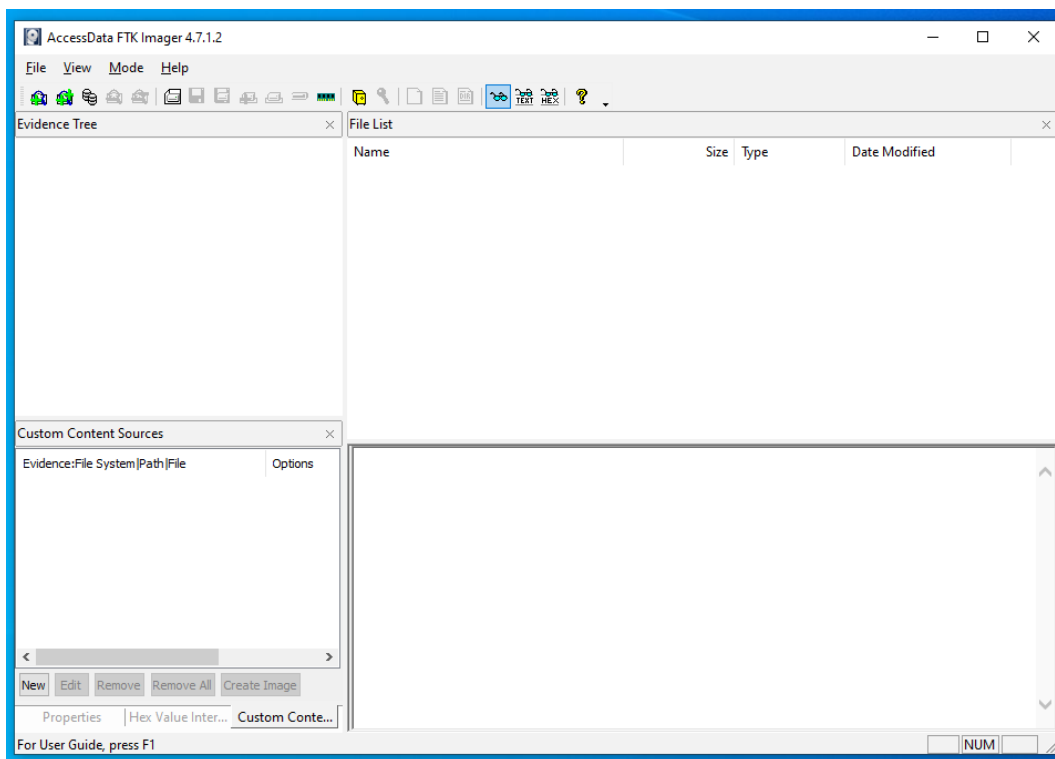 AccessData FTK Imager 4.7.1.2
File View Mode Help
TEXT HEX ?
Evidence Tree
File List
Name Size Type Date Modified
Custom Content Sources
Evidence:File System|Path|File Options
New Edit Remove Remove All Create Image
Properties Hex Value Inter... Custom Conte...
For User Guide, press F1
NUM